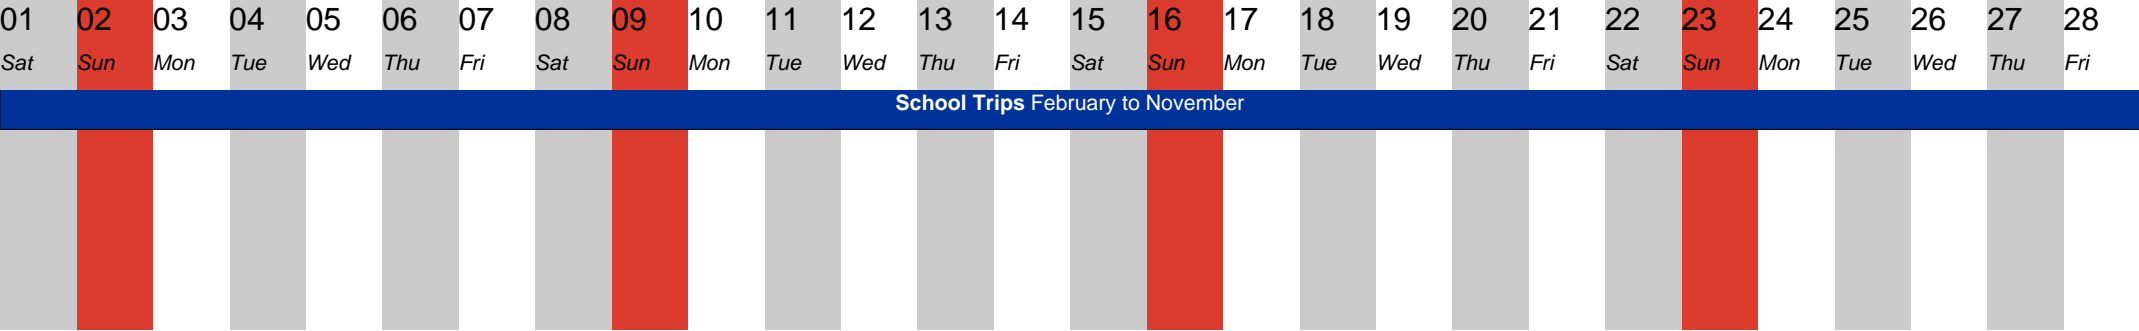 01 02 03 04 05 06 07 08 09 10 11 12 13 14 15 16 17 18 19 20 21 22 23 24 25 26 27 28
Sat Sun Mon Tue Wed Thu Fri Sat Sun Mon Tue Wed Thu Fri Sat Sun Mon Tue Wed Thu Fri Sat Sun Mon Tue Wed Thu Fri
School Trips February to November